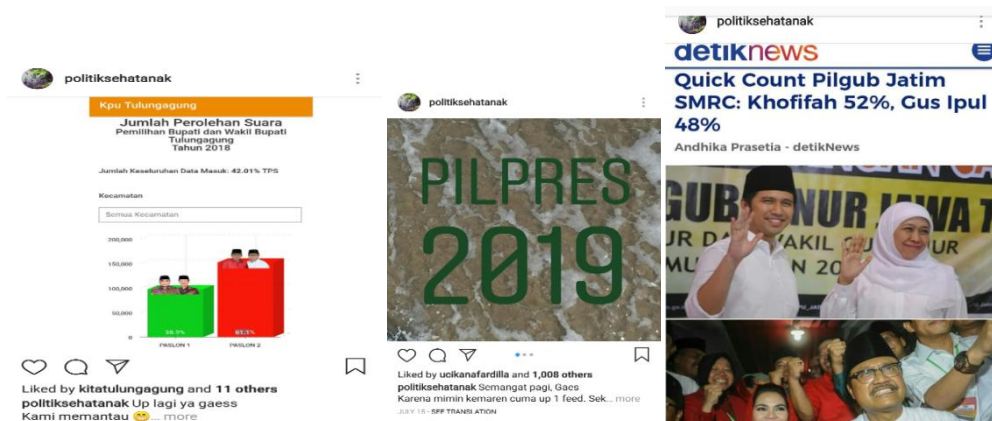 politiksehatanak
Kpu Tulungagung
Jumlah Perolehan Suara
Pemilihan Bupati dan Wakil Bupati
Tulungagung
Tahun 2018
Jumlah Keseluruhan Data Masuk: 42.01% TPS
Kecamatan
Semua Kecamatan
200,000
150,000
100,000
50,000
0
PASLON 1
PASLON 2
Liked by kitatulungagung and 11 others
politiksehatanak Up lagi ya gaess
Kami memantau 😁... more
politiksehatanak
PILPRES
2019
Liked by ucikanafardilla and 1,008 others
politiksehatanak Semangat pagi, Gaes
Karena mimin kemaren cuma up 1 feed. Sek... more
JULY 15 · SEE TRANSLATION
politiksehatanak
detiknews
Quick Count Pilgub Jatim
SMRC: Khofifah 52%, Gus Ipul
48%
Andhika Prasetia - detikNews